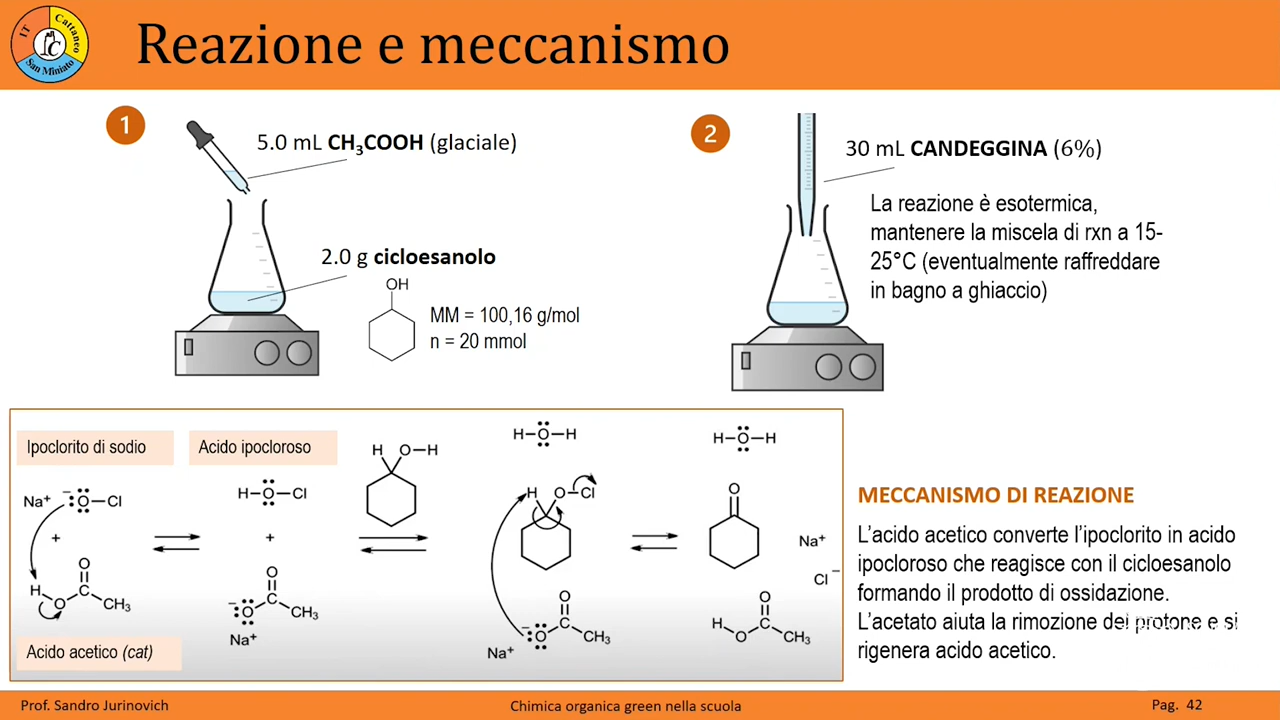 IT
Cattaneo
San Miniato
Reazione e meccanismo
1
5.0 mL CH₃COOH (glaciale)
2.0 g cicloesanolo
OH
MM = 100,16 g/mol
n = 20 mmol
2
30 mL CANDEGGINA (6%)
La reazione è esotermica,
mantenere la miscela di rxn a 15-
25°C (eventualmente raffreddare
in bagno a ghiaccio)
Ipoclorito di sodio
Acido ipocloroso
H O-H
H-O-H
H-O-H
Na⁺ ⁻O-Cl
H-O-Cl
H O-Cl
O
+
+
Na⁺
Cl⁻
O
H O CH₃
O
⁻O CH₃
Na⁺
O
⁻O CH₃
Na⁺
O
H O CH₃
Acido acetico (cat)
MECCANISMO DI REAZIONE
L'acido acetico converte l'ipoclorito in acido
ipocloroso che reagisce con il cicloesanolo
formando il prodotto di ossidazione.
L'acetato aiuta la rimozione del protone e si
rigenera acido acetico.
Prof. Sandro Jurinovich
Chimica organica green nella scuola
Pag. 42